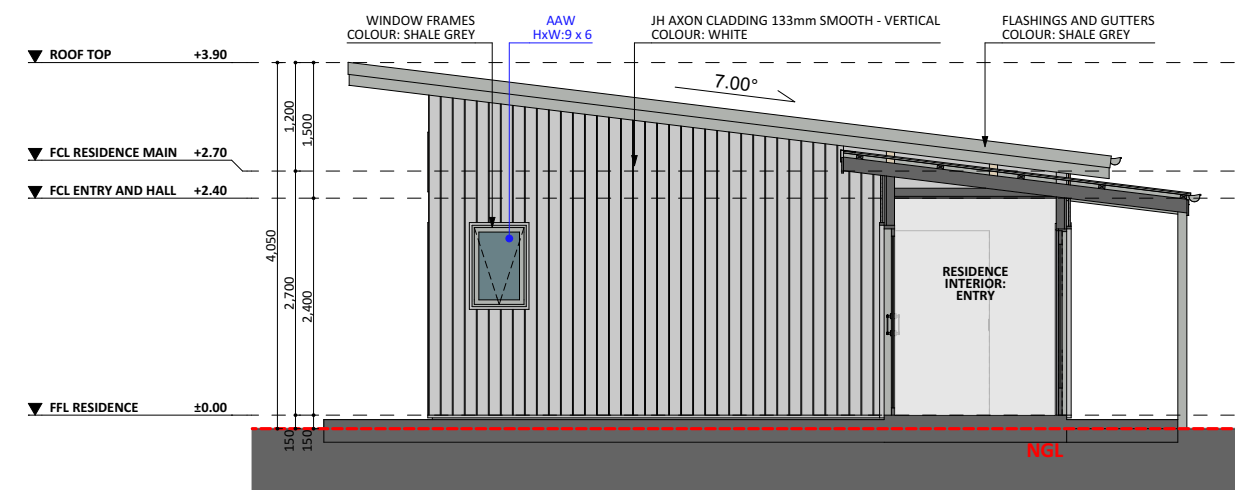 WINDOW FRAMES
COLOUR: SHALE GREY
AAW
HxW:9 x 6
JH AXON CLADDING 133mm SMOOTH - VERTICAL
COLOUR: WHITE
FLASHINGS AND GUTTERS
COLOUR: SHALE GREY
ROOF TOP +3.90
7.00°
1,200
1,500
FCL RESIDENCE MAIN +2.70
FCL ENTRY AND HALL +2.40
4,050
2,700
2,400
RESIDENCE
INTERIOR:
ENTRY
FFL RESIDENCE ±0.00
150
150
NGL